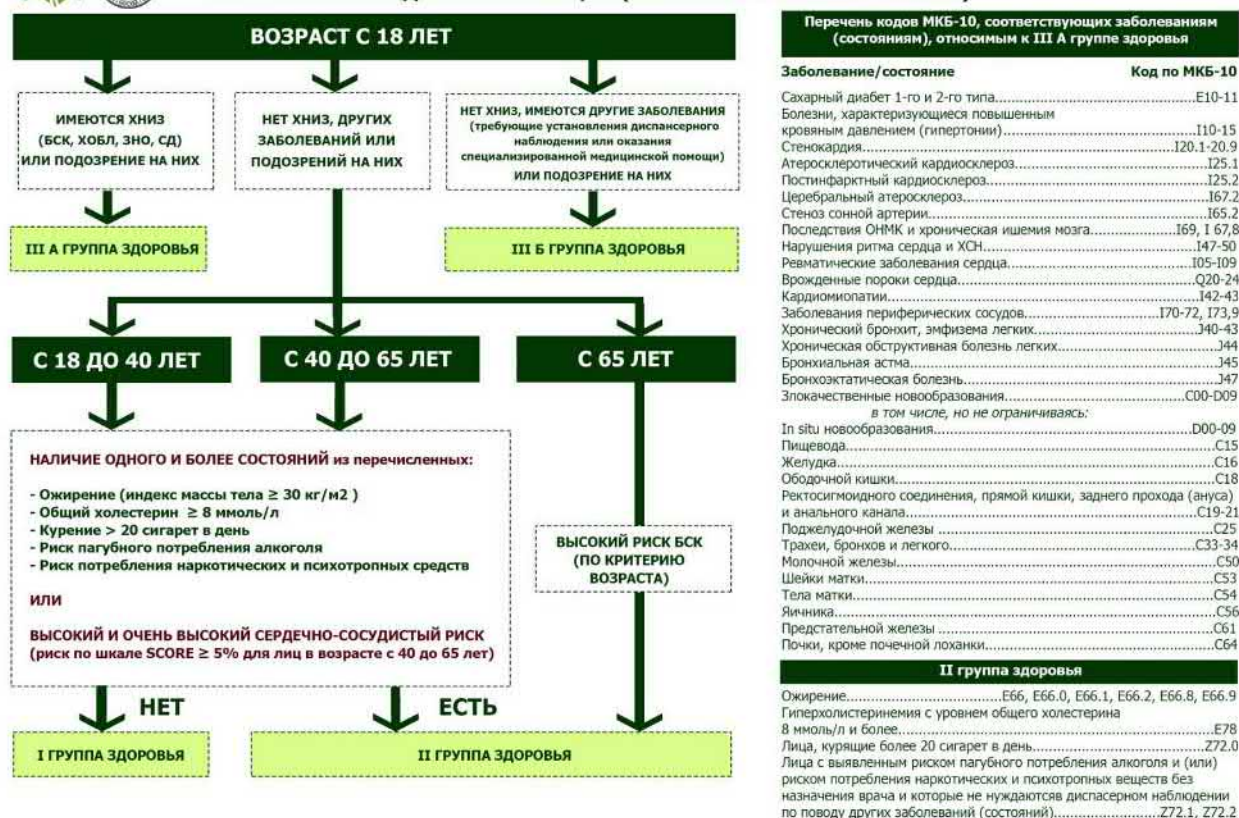 ВОЗРАСТ С 18 ЛЕТ
ИМЕЮТСЯ ХНИЗ
(БСК, ХОБЛ, ЗНО, СД)
ИЛИ ПОДОЗРЕНИЕ НА НИХ
НЕТ ХНИЗ, ДРУГИХ
ЗАБОЛЕВАНИЙ ИЛИ
ПОДОЗРЕНИЙ НА НИХ
НЕТ ХНИЗ, ИМЕЮТСЯ ДРУГИЕ ЗАБОЛЕВАНИЯ
(требующие установления диспансерного
наблюдения или оказания
специализированной медицинской помощи)
ИЛИ ПОДОЗРЕНИЕ НА НИХ
III А ГРУППА ЗДОРОВЬЯ
III Б ГРУППА ЗДОРОВЬЯ
С 18 ДО 40 ЛЕТ
С 40 ДО 65 ЛЕТ
С 65 ЛЕТ
НАЛИЧИЕ ОДНОГО И БОЛЕЕ СОСТОЯНИЙ из перечисленных:
- Ожирение (индекс массы тела ≥ 30 кг/м2 )
- Общий холестерин ≥ 8 ммоль/л
- Курение > 20 сигарет в день
- Риск пагубного потребления алкоголя
- Риск потребления наркотических и психотропных средств
ИЛИ
ВЫСОКИЙ И ОЧЕНЬ ВЫСОКИЙ СЕРДЕЧНО-СОСУДИСТЫЙ РИСК
(риск по шкале SCORE ≥ 5% для лиц в возрасте с 40 до 65 лет)
ВЫСОКИЙ РИСК БСК
(ПО КРИТЕРИЮ
ВОЗРАСТА)
НЕТ
ЕСТЬ
I ГРУППА ЗДОРОВЬЯ
II ГРУППА ЗДОРОВЬЯ
Перечень кодов МКБ-10, соответствующих заболеваниям
(состояниям), относимым к III А группе здоровья
Заболевание/состояние Код по МКБ-10
Сахарный диабет 1-го и 2-го типа...E10-11
Болезни, характеризующиеся повышенным
кровяным давлением (гипертонии)...I10-15
Стенокардия...I20.1-20.9
Атеросклеротический кардиосклероз...I25.1
Постинфарктный кардиосклероз...I25.2
Церебральный атеросклероз...I67.2
Стеноз сонной артерии...I65.2
Последствия ОНМК и хроническая ишемия мозга...I69, I 67,8
Нарушения ритма сердца и ХСН...I47-50
Ревматические заболевания сердца...I05-I09
Врожденные пороки сердца...Q20-24
Кардиомиопатии...I42-43
Заболевания периферических сосудов...I70-72, I73,9
Хронический бронхит, эмфизема легких...J40-43
Хроническая обструктивная болезнь легких...J44
Бронхиальная астма...J45
Бронхоэктатическая болезнь...J47
Злокачественные новообразования...C00-D09
в том числе, но не ограничиваясь:
In situ новообразования...D00-09
Пищевода...C15
Желудка...C16
Ободочной кишки...C18
Ректосигмоидного соединения, прямой кишки, заднего прохода (ануса)
и анального канала...C19-21
Поджелудочной железы ...C25
Трахеи, бронхов и легкого...C33-34
Молочной железы...C50
Шейки матки...C53
Тела матки...C54
Яичника...C56
Предстательной железы ...C61
Почки, кроме почечной лоханки...C64
II группа здоровья
Ожирение...E66, E66.0, E66.1, E66.2, E66.8, E66.9
Гиперхолистеринемия с уровнем общего холестерина
8 ммоль/л и более...E78
Лица, курящие более 20 сигарет в день...Z72.0
Лица с выявленным риском пагубного потребления алкоголя и (или)
риском потребления наркотических и психотропных веществ без
назначения врача и которые не нуждаютсяв диспасерном наблюдении
по поводу других заболеваний (состояний)...Z72.1, Z72.2